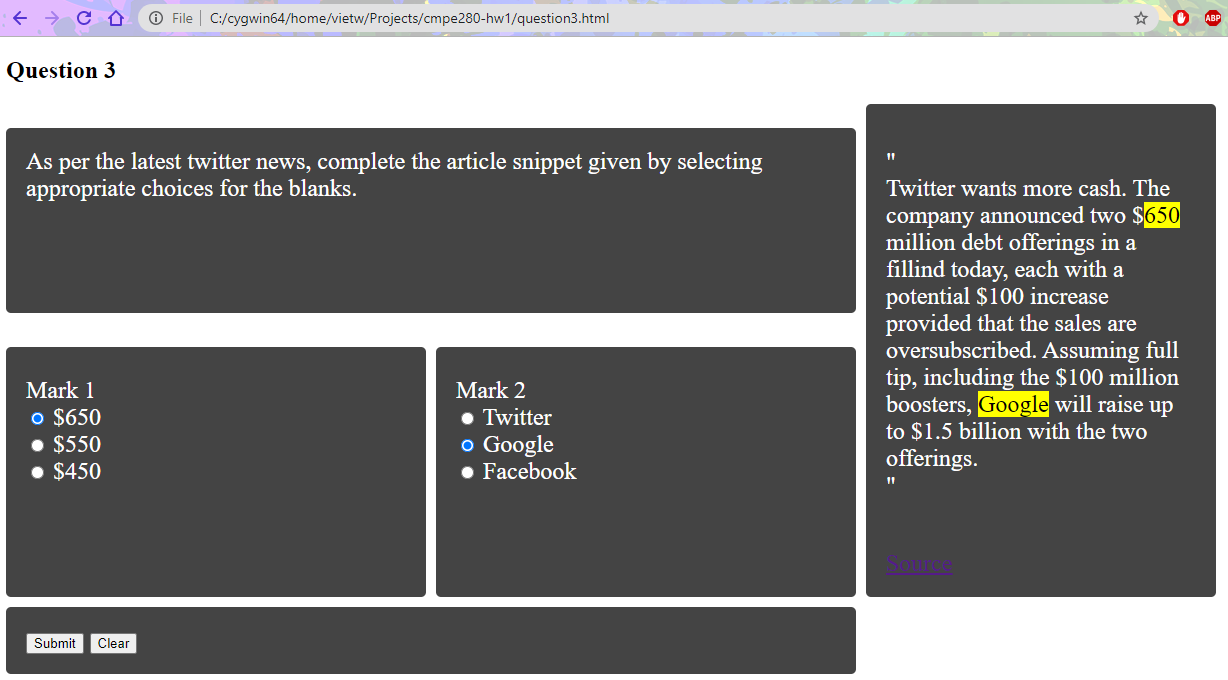 File
C:/cygwin64/home/vietw/Projects/cmpe280-hw1/question3.html
ABP
Question 3
As per the latest twitter news, complete the article snippet given by selecting
appropriate choices for the blanks.
Mark 1
$650
$550
$450
Mark 2
Twitter
Google
Facebook
Submit
Clear
"
Twitter wants more cash. The
company announced two $650
million debt offerings in a
fillind today, each with a
potential $100 increase
provided that the sales are
oversubscribed. Assuming full
tip, including the $100 million
boosters, Google will raise up
to $1.5 billion with the two
offerings.
"
Source